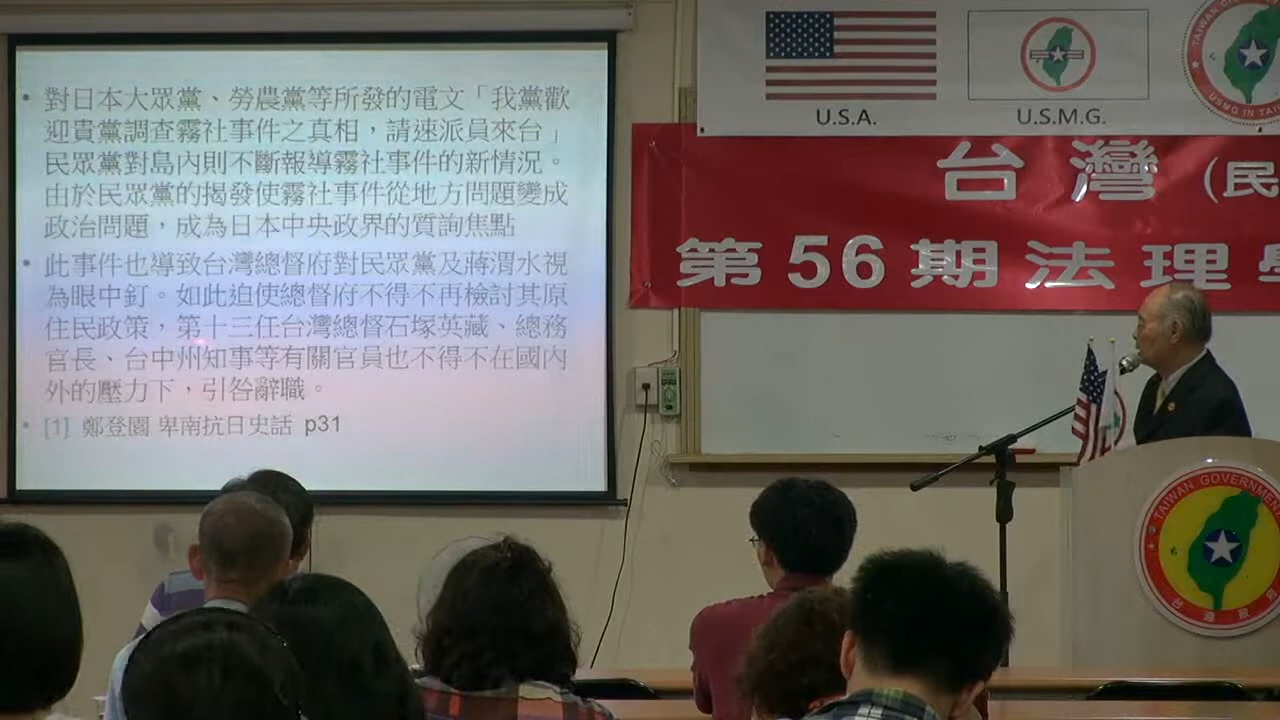 • 對日本大眾黨、勞農黨等所發的電文「我黨歡
迎貴黨調查霧社事件之真相，請速派員來台」
民眾黨對島內則不斷報導霧社事件的新情況。
由於民眾黨的揭發使霧社事件從地方問題變成
政治問題，成為日本中央政界的質詢焦點
• 此事件也導致台灣總督府對民眾黨及蔣渭水視
為眼中釘。如此迫使總督府不得不再檢討其原
住民政策，第十三任台灣總督石塚英藏、總務
官長、台中州知事等有關官員也不得不在國內
外的壓力下，引咎辭職。
• [1] 鄭登園 卑南抗日史話 p31
U.S.A.
U.S.M.G.
USMG IN TAI
台灣（民
第56期法理學
TAIWAN GOVERNMENT
台灣政府